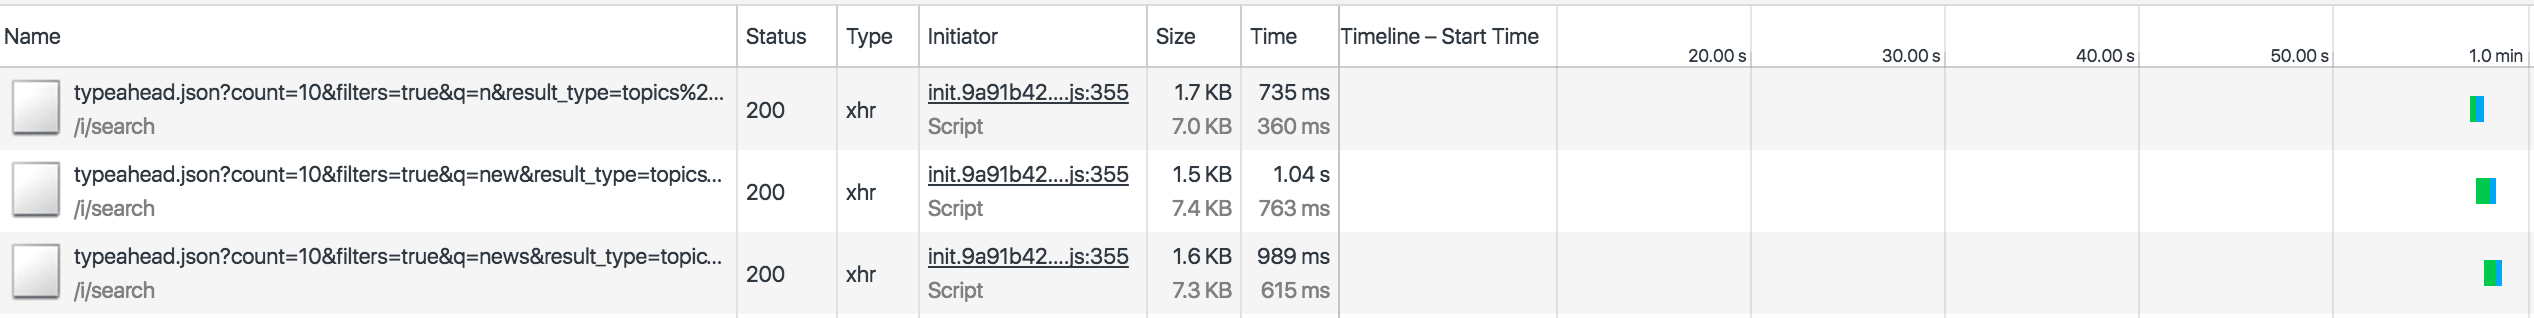 Name Status Type Initiator Size Time Timeline – Start Time
20.00 s 30.00 s 40.00 s 50.00 s 1.0 min
typeahead.json?count=10&filters=true&q=n&result_type=topics%2... 200 xhr init.9a91b42....js:355 1.7 KB 735 ms
/i/search Script 7.0 KB 360 ms
typeahead.json?count=10&filters=true&q=new&result_type=topics... 200 xhr init.9a91b42....js:355 1.5 KB 1.04 s
/i/search Script 7.4 KB 763 ms
typeahead.json?count=10&filters=true&q=news&result_type=topic... 200 xhr init.9a91b42....js:355 1.6 KB 989 ms
/i/search Script 7.3 KB 615 ms